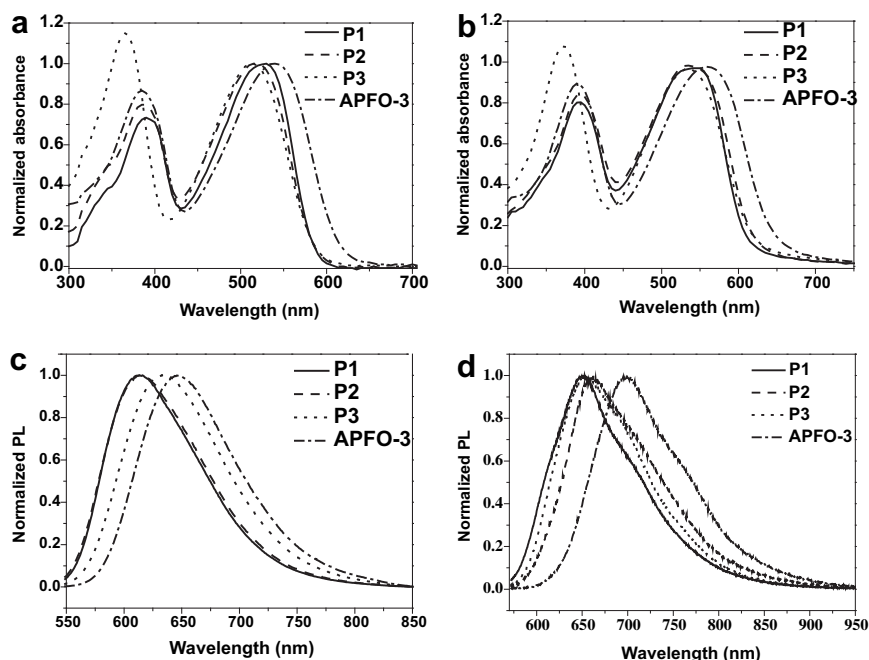 a
1.2
1.0
0.8
0.6
0.4
0.2
0.0
Normalized absorbance
P1
P2
P3
APFO-3
300
400
500
600
700
Wavelength (nm)
b
1.2
1.0
0.8
0.6
0.4
0.2
0.0
Normalized absorbance
P1
P2
P3
APFO-3
300
400
500
600
700
Wavelength (nm)
c
1.0
0.8
0.6
0.4
0.2
0.0
Normalized PL
P1
P2
P3
APFO-3
550
600
650
700
750
800
850
Wavelength (nm)
d
1.0
0.8
0.6
0.4
0.2
0.0
Normalized PL
P1
P2
P3
APFO-3
600
650
700
750
800
850
900
950
Wavelength (nm)